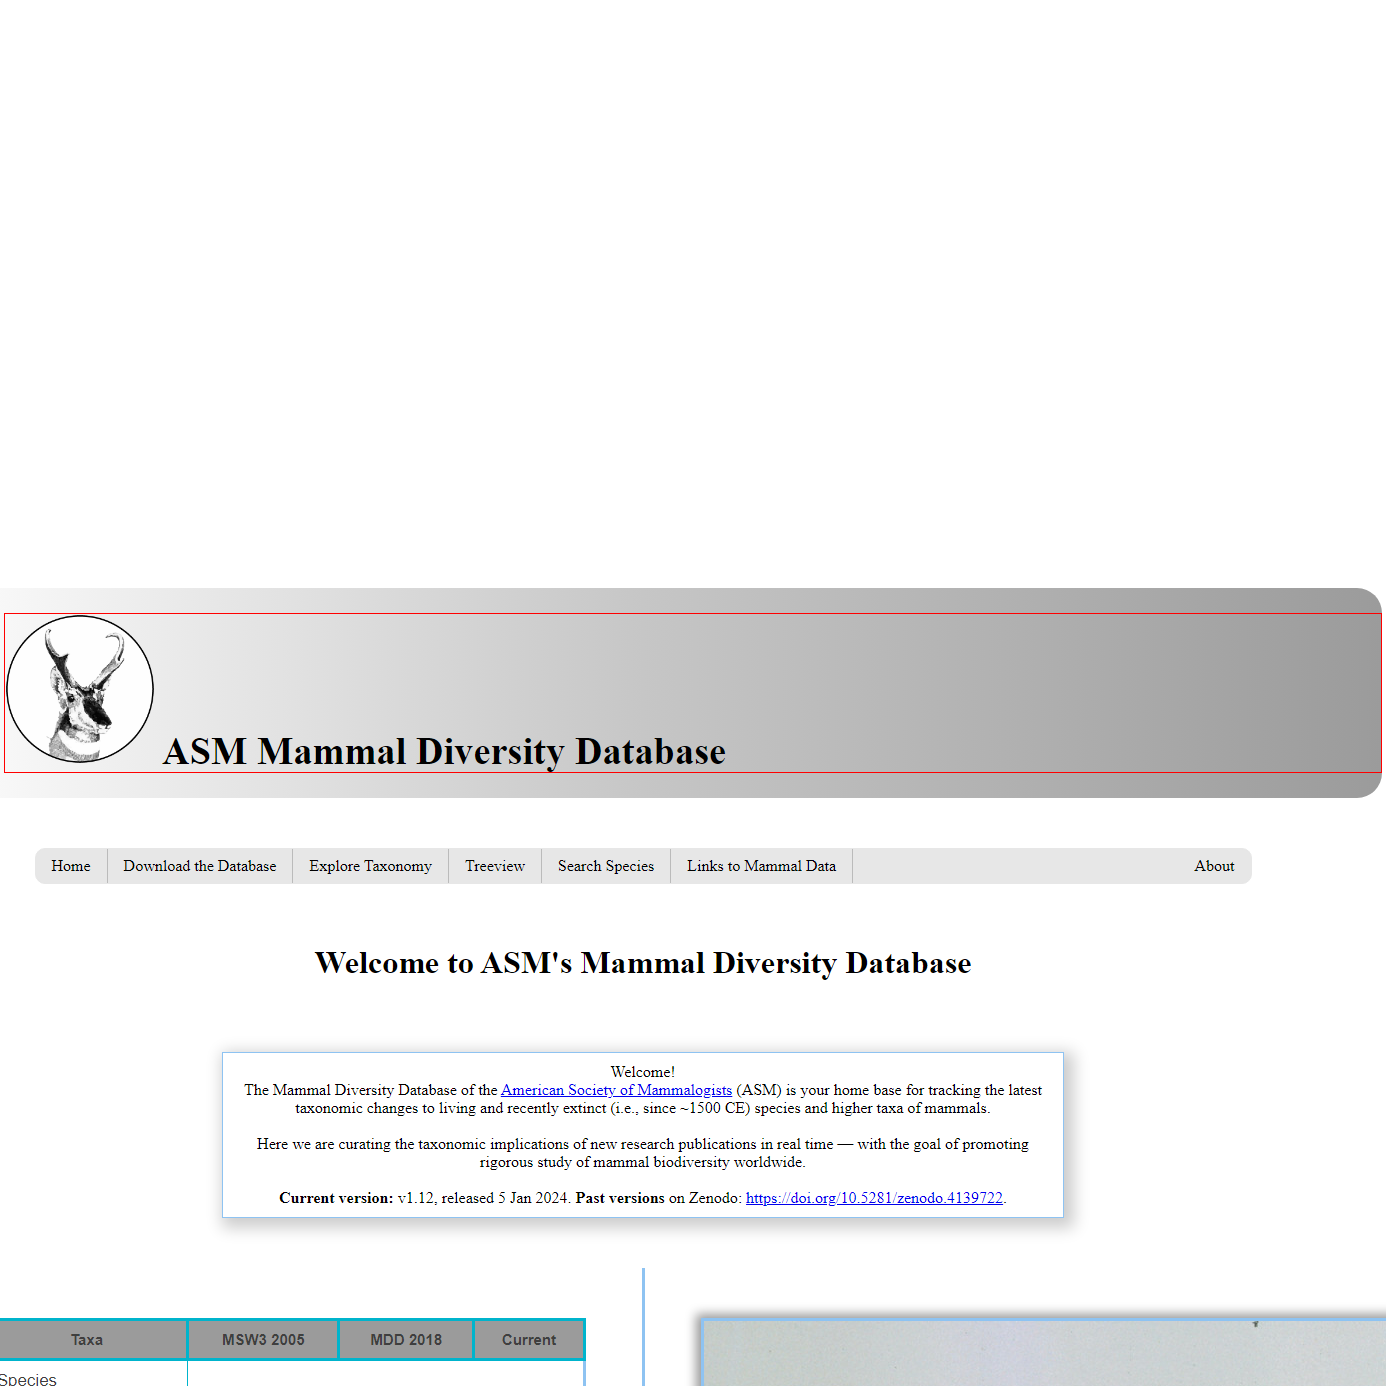 ASM Mammal Diversity Database
Home Download the Database Explore Taxonomy Treeview Search Species Links to Mammal Data About
Welcome to ASM's Mammal Diversity Database
Welcome!
The Mammal Diversity Database of the American Society of Mammalogists (ASM) is your home base for tracking the latest
taxonomic changes to living and recently extinct (i.e., since ~1500 CE) species and higher taxa of mammals.
Here we are curating the taxonomic implications of new research publications in real time — with the goal of promoting
rigorous study of mammal biodiversity worldwide.
Current version: v1.12, released 5 Jan 2024. Past versions on Zenodo: https://doi.org/10.5281/zenodo.4139722.
Taxa MSW3 2005 MDD 2018 Current
Species